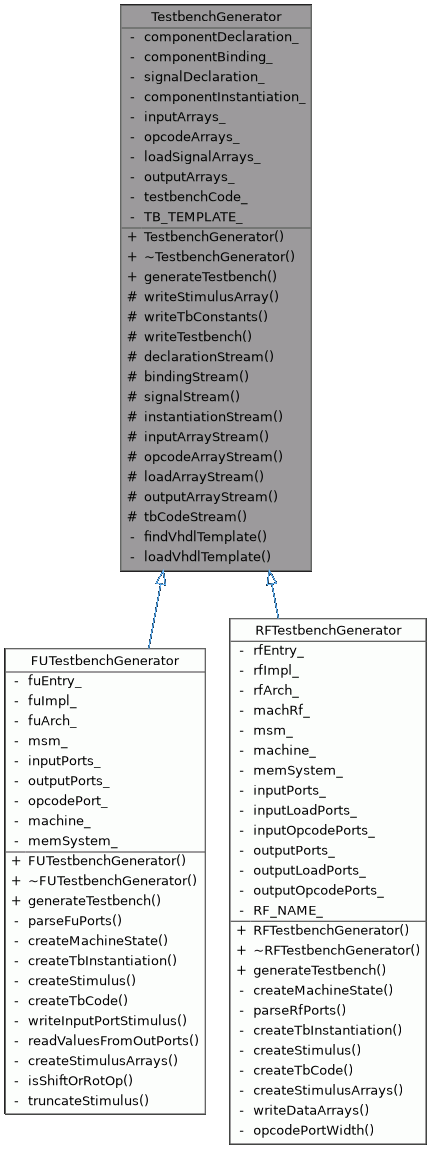 TestbenchGenerator
- componentDeclaration_
- componentBinding_
- signalDeclaration_
- componentInstantiation_
- inputArrays_
- opcodeArrays_
- loadSignalArrays_
- outputArrays_
- testbenchCode_
- TB_TEMPLATE_
+ TestbenchGenerator()
+ ~TestbenchGenerator()
+ generateTestbench()
# writeStimulusArray()
# writeTbConstants()
# writeTestbench()
# declarationStream()
# bindingStream()
# signalStream()
# instantiationStream()
# inputArrayStream()
# opcodeArrayStream()
# loadArrayStream()
# outputArrayStream()
# tbCodeStream()
- findVhdlTemplate()
- loadVhdlTemplate()
FUTestbenchGenerator
- fuEntry_
- fuImpl_
- fuArch_
- msm_
- inputPorts_
- outputPorts_
- opcodePort_
- machine_
- memSystem_
+ FUTestbenchGenerator()
+ ~FUTestbenchGenerator()
+ generateTestbench()
- parseFuPorts()
- createMachineState()
- createTbInstantiation()
- createStimulus()
- createTbCode()
- writeInputPortStimulus()
- readValuesFromOutPorts()
- createStimulusArrays()
- isShiftOrRotOp()
- truncateStimulus()
RFTestbenchGenerator
- rfEntry_
- rfImpl_
- rfArch_
- machRf_
- msm_
- machine_
- memSystem_
- inputPorts_
- inputLoadPorts_
- inputOpcodePorts_
- outputPorts_
- outputLoadPorts_
- outputOpcodePorts_
- RF_NAME_
+ RFTestbenchGenerator()
+ ~RFTestbenchGenerator()
+ generateTestbench()
- createMachineState()
- parseRfPorts()
- createTbInstantiation()
- createStimulus()
- createTbCode()
- createStimulusArrays()
- writeDataArrays()
- opcodePortWidth()